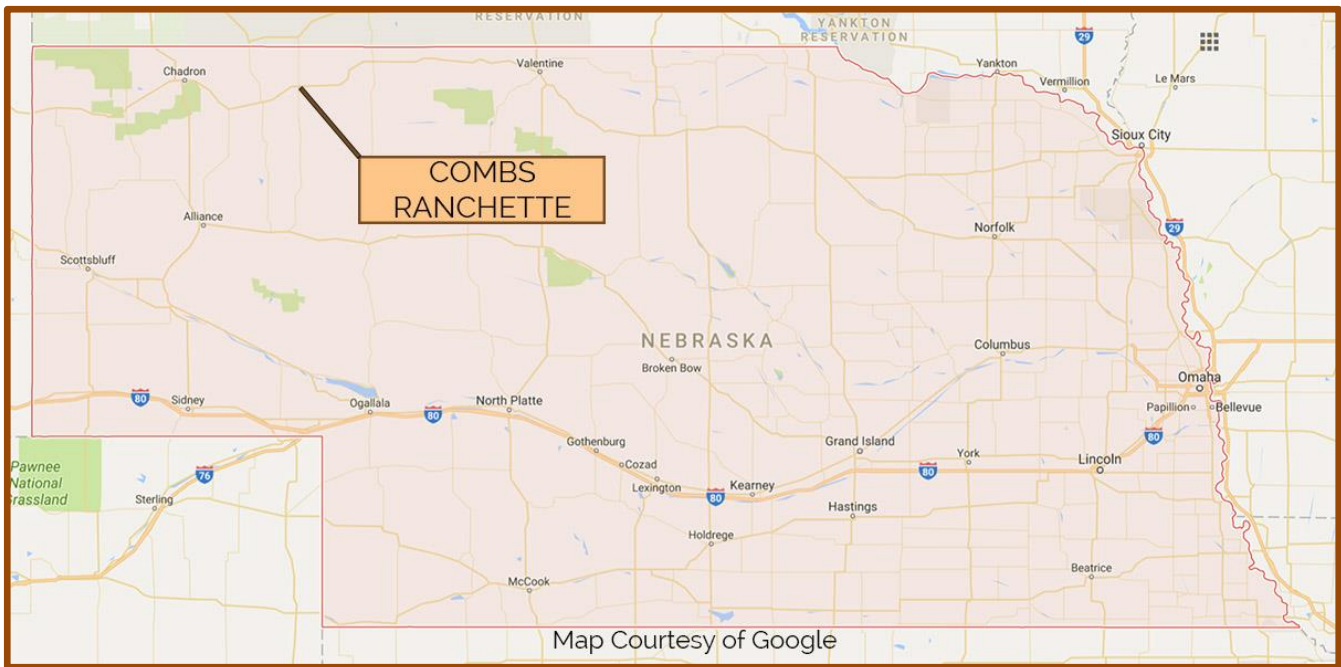 RESERVATION
YANKTON
RESERVATION
29
Chadron
Valentine
Yankton
Vermillion
Le Mars
Sioux City
COMBS
RANCHETTE
Alliance
Norfolk
29
Scottsbluff
NEBRASKA
Broken Bow
Columbus
Omaha
Papillion
Bellevue
80
Sidney
Ogallala
80
North Platte
Gothenburg
Cozad
Lexington
80
Kearney
Grand Island
York
80
Lincoln
80
Hastings
Pawnee
National
Grassland
76
Sterling
Holdrege
McCook
Beatrice
Map Courtesy of Google